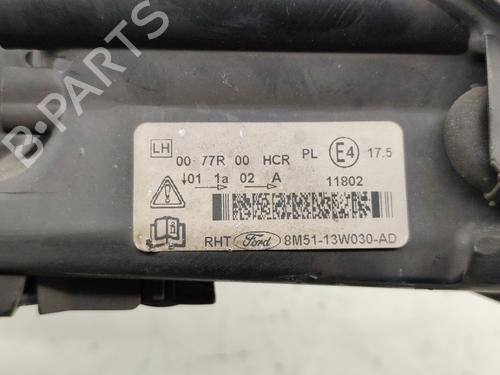 B-PARTS
LH
00 77R 00 HCR PL E4 17.5
↓01 1a 02 A 11802
RHT Ford 8M51-13W030-AD